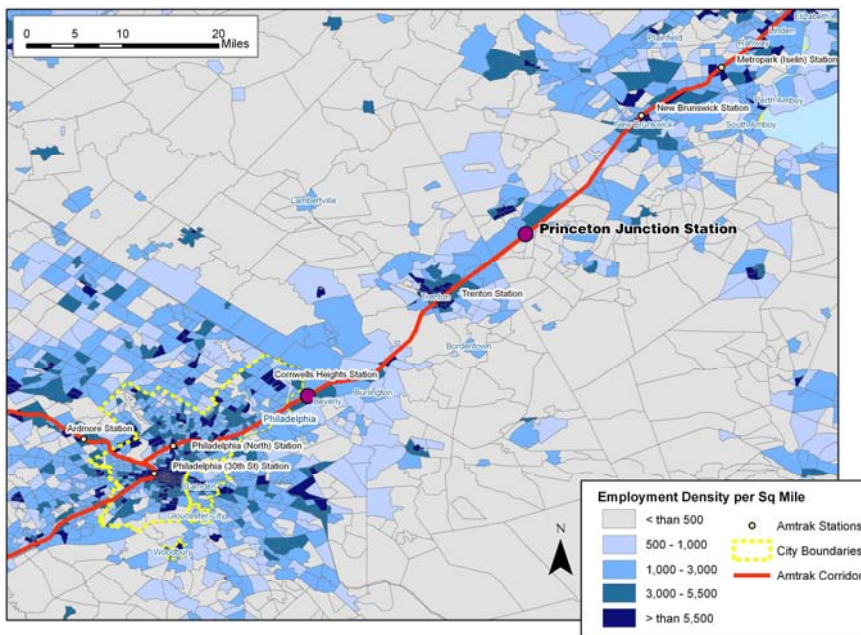 0 5 10 20
Miles
Elizabeth
Linden
Plainfield
Rahway
Metropark (Iselin) Station
Perth Amboy
New Brunswick Station
New Brunswick
South Amboy
Lambertville
Princeton Junction Station
Trenton
Trenton Station
Bordentown
Cornwells Heights Station
Beverly
Burlington
Philadelphia
Ardmore Station
Philadelphia (North) Station
Philadelphia (30th St) Station
Camden
Gloucester City
Woodbury
N
Employment Density per Sq Mile
< than 500
500 - 1,000
1,000 - 3,000
3,000 - 5,500
> than 5,500
Amtrak Stations
City Boundaries
Amtrak Corridor